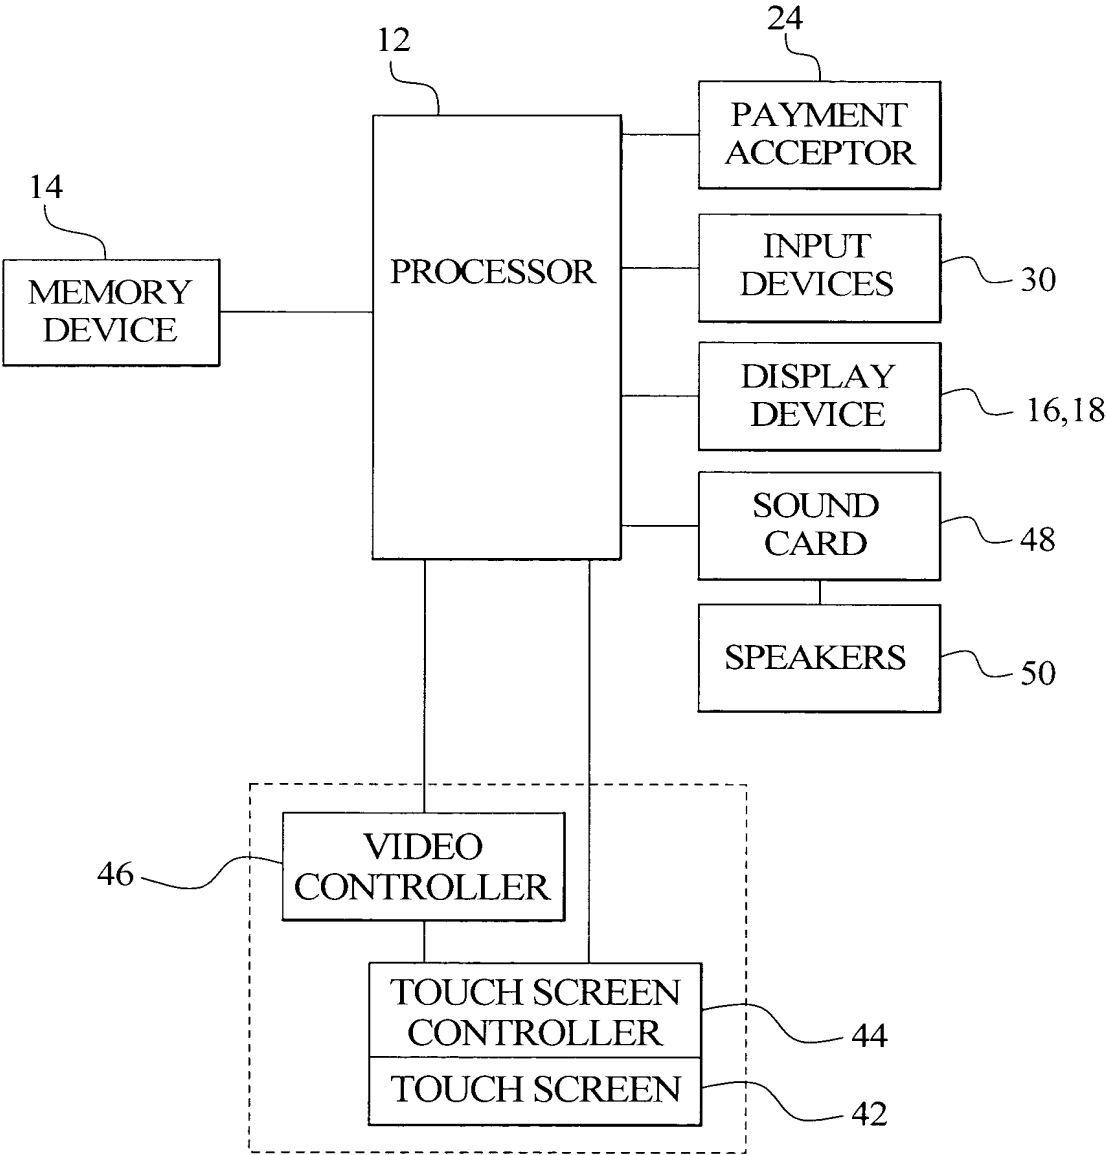 24
12
PAYMENT
ACCEPTOR
14
MEMORY
DEVICE
PROCESSOR
INPUT
DEVICES
30
DISPLAY
DEVICE
16,18
SOUND
CARD
48
SPEAKERS
50
VIDEO
CONTROLLER
46
TOUCH SCREEN
CONTROLLER
44
TOUCH SCREEN
42